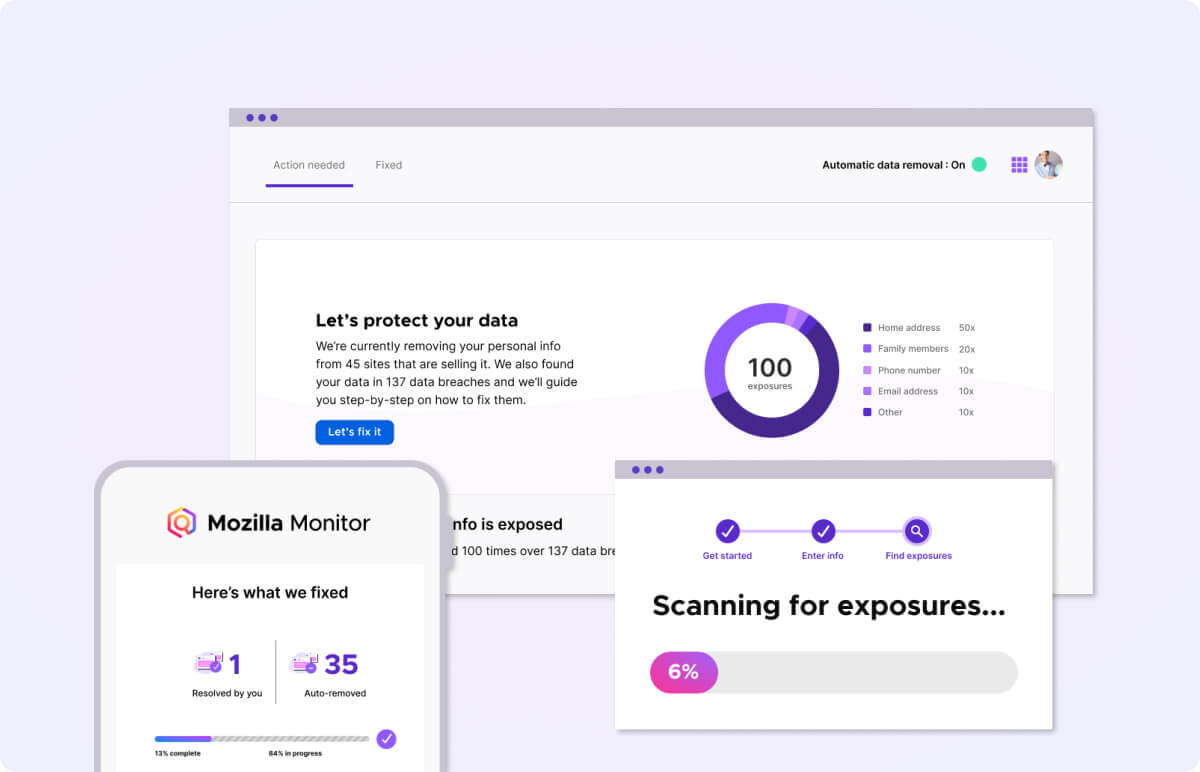 Action needed
Fixed
Automatic data removal : On
Let's protect your data
We're currently removing your personal info
from 45 sites that are selling it. We also found
your data in 137 data breaches and we'll guide
you step-by-step on how to fix them.
Let's fix it
100
exposures
Home address 50x
Family members 20x
Phone number 10x
Email address 10x
Other 10x
nfo is exposed
d 100 times over 137 data bre
Mozilla Monitor
Here's what we fixed
1
Resolved by you
35
Auto-removed
13% complete
84% in progress
Get started
Enter info
Find exposures
Scanning for exposures...
6%